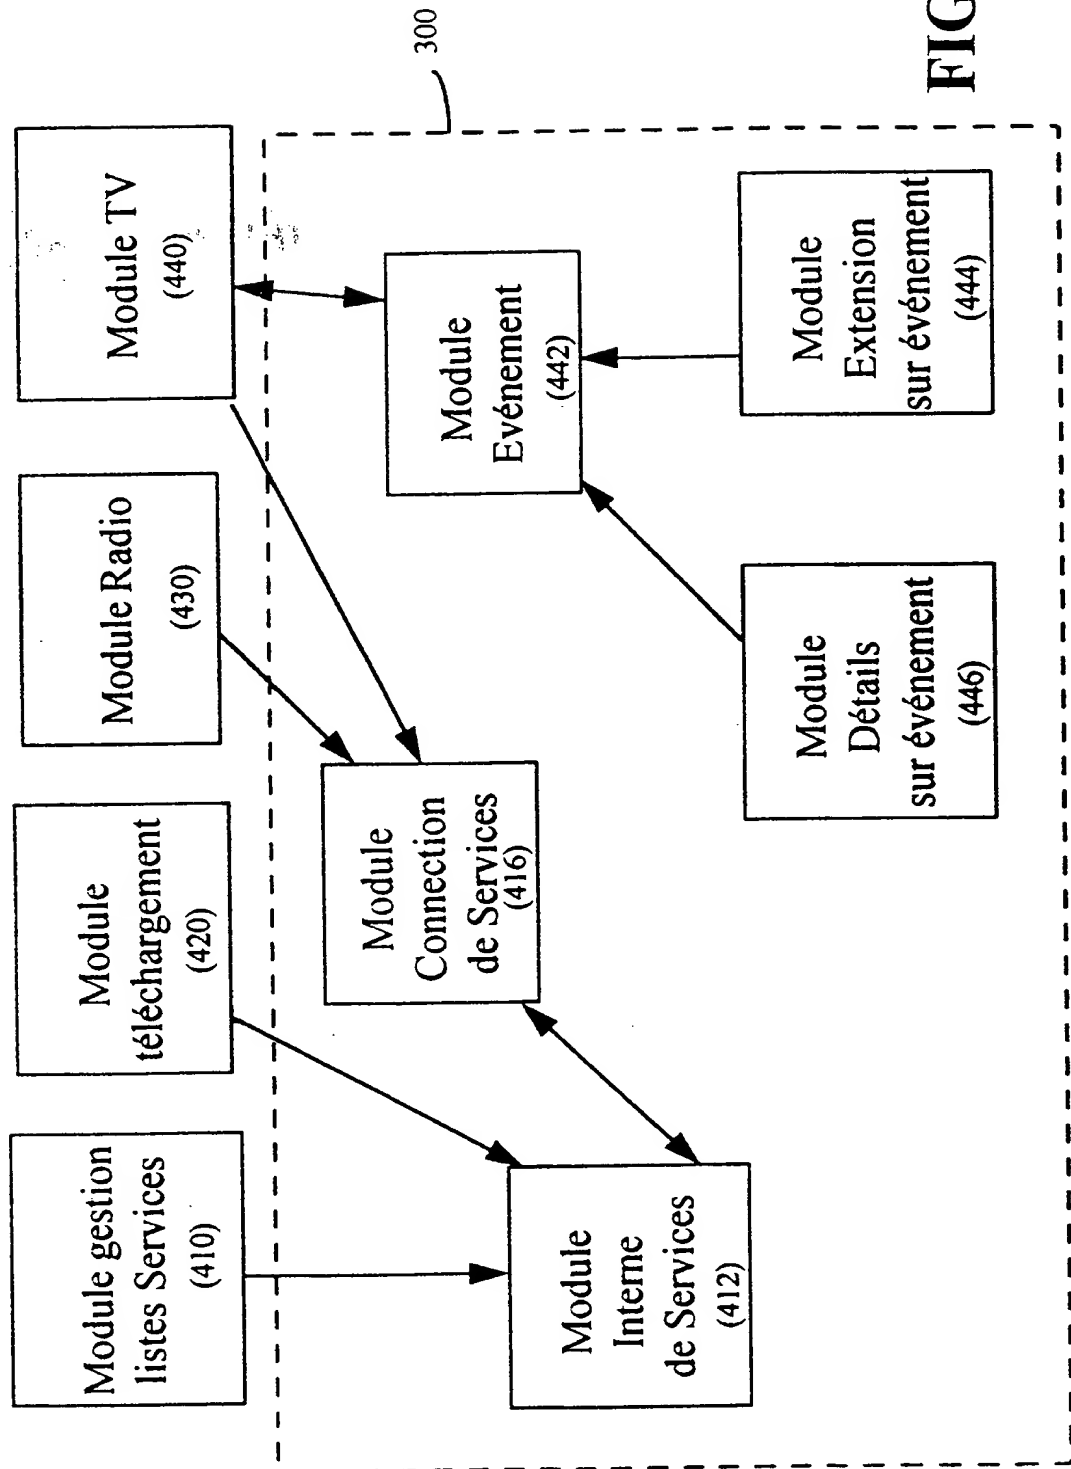 Module gestion
listes Services
(410)
Module
téléchargement
(420)
Module Radio
(430)
Module TV
(440)
300
Module
Interne
de Services
(412)
Module
Connection
de Services
(416)
Module
Evénement
(442)
Module
Détails
sur événement
(446)
Module
Extension
sur événement
(444)
FIG